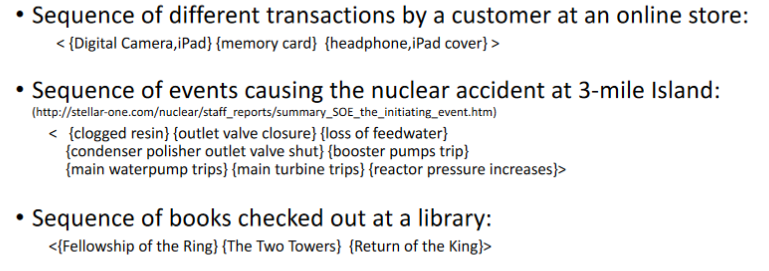 • Sequence of different transactions by a customer at an online store:
< {Digital Camera,iPad} {memory card} {headphone,iPad cover} >
• Sequence of events causing the nuclear accident at 3-mile Island:
(http://stellar-one.com/nuclear/staff_reports/summary_SOE_the_initiating_event.htm)
< {clogged resin} {outlet valve closure} {loss of feedwater}
{condenser polisher outlet valve shut} {booster pumps trip}
{main waterpump trips} {main turbine trips} {reactor pressure increases}>
• Sequence of books checked out at a library:
<{Fellowship of the Ring} {The Two Towers} {Return of the King}>